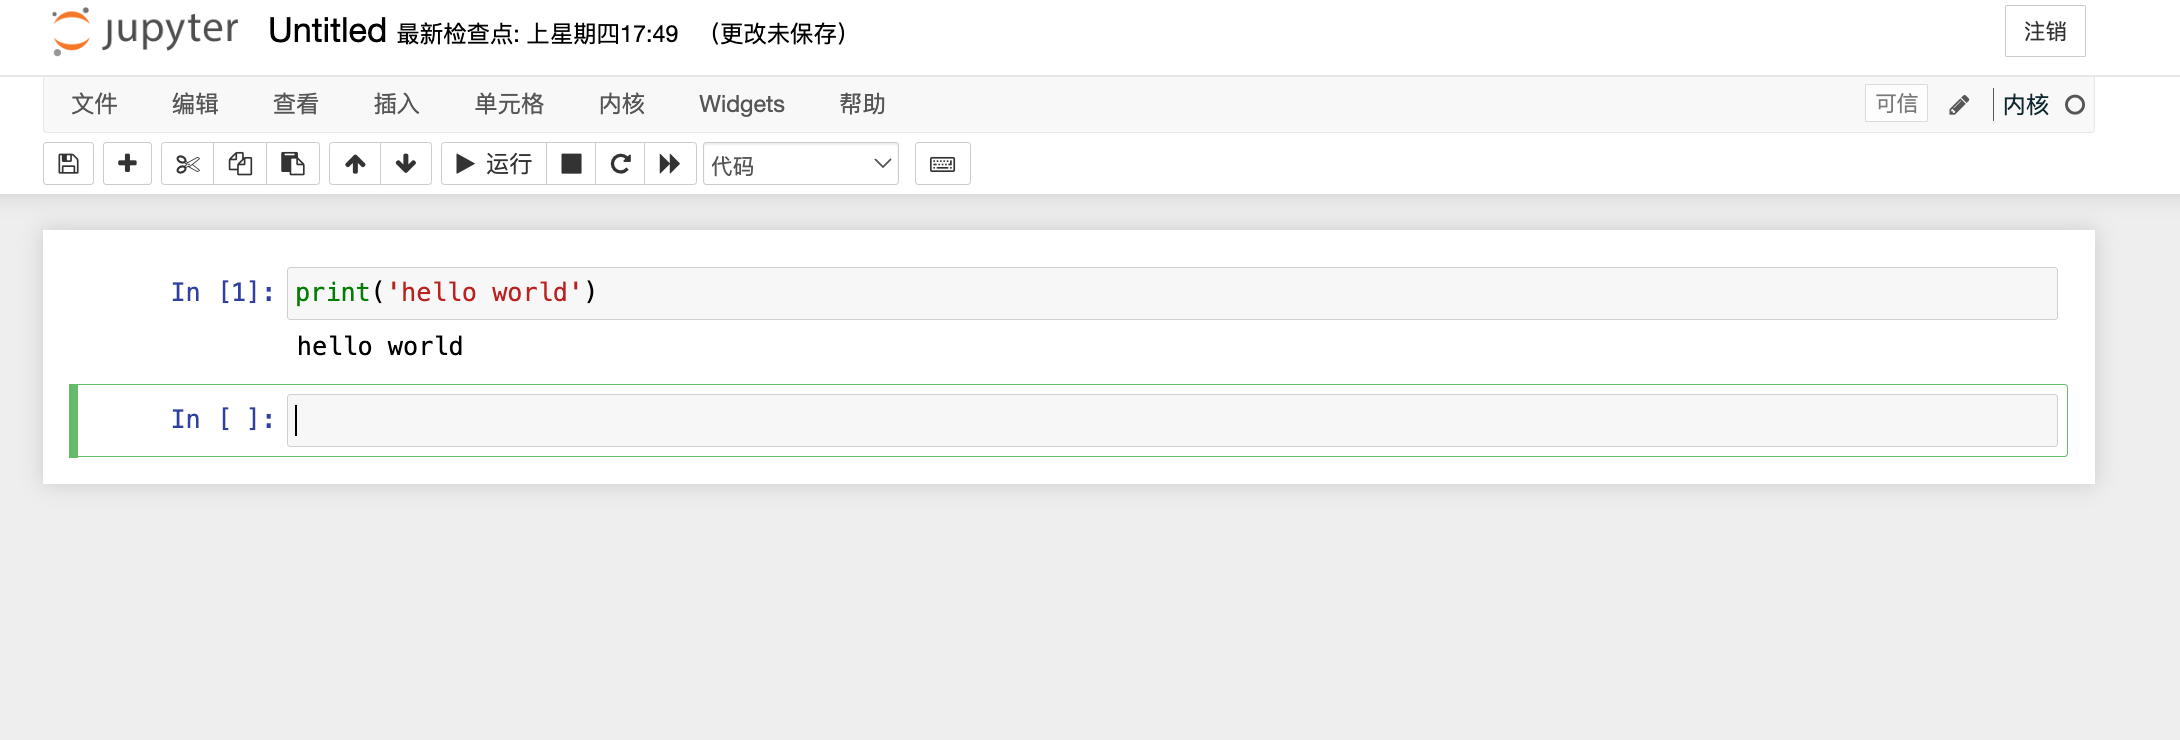 jupyter Untitled 最新检查点: 上星期四17:49 （更改未保存） 注销
文件 编辑 查看 插入 单元格 内核 Widgets 帮助 可信 内核
运行 代码
In [1]: print('hello world')
hello world
In [ ]: